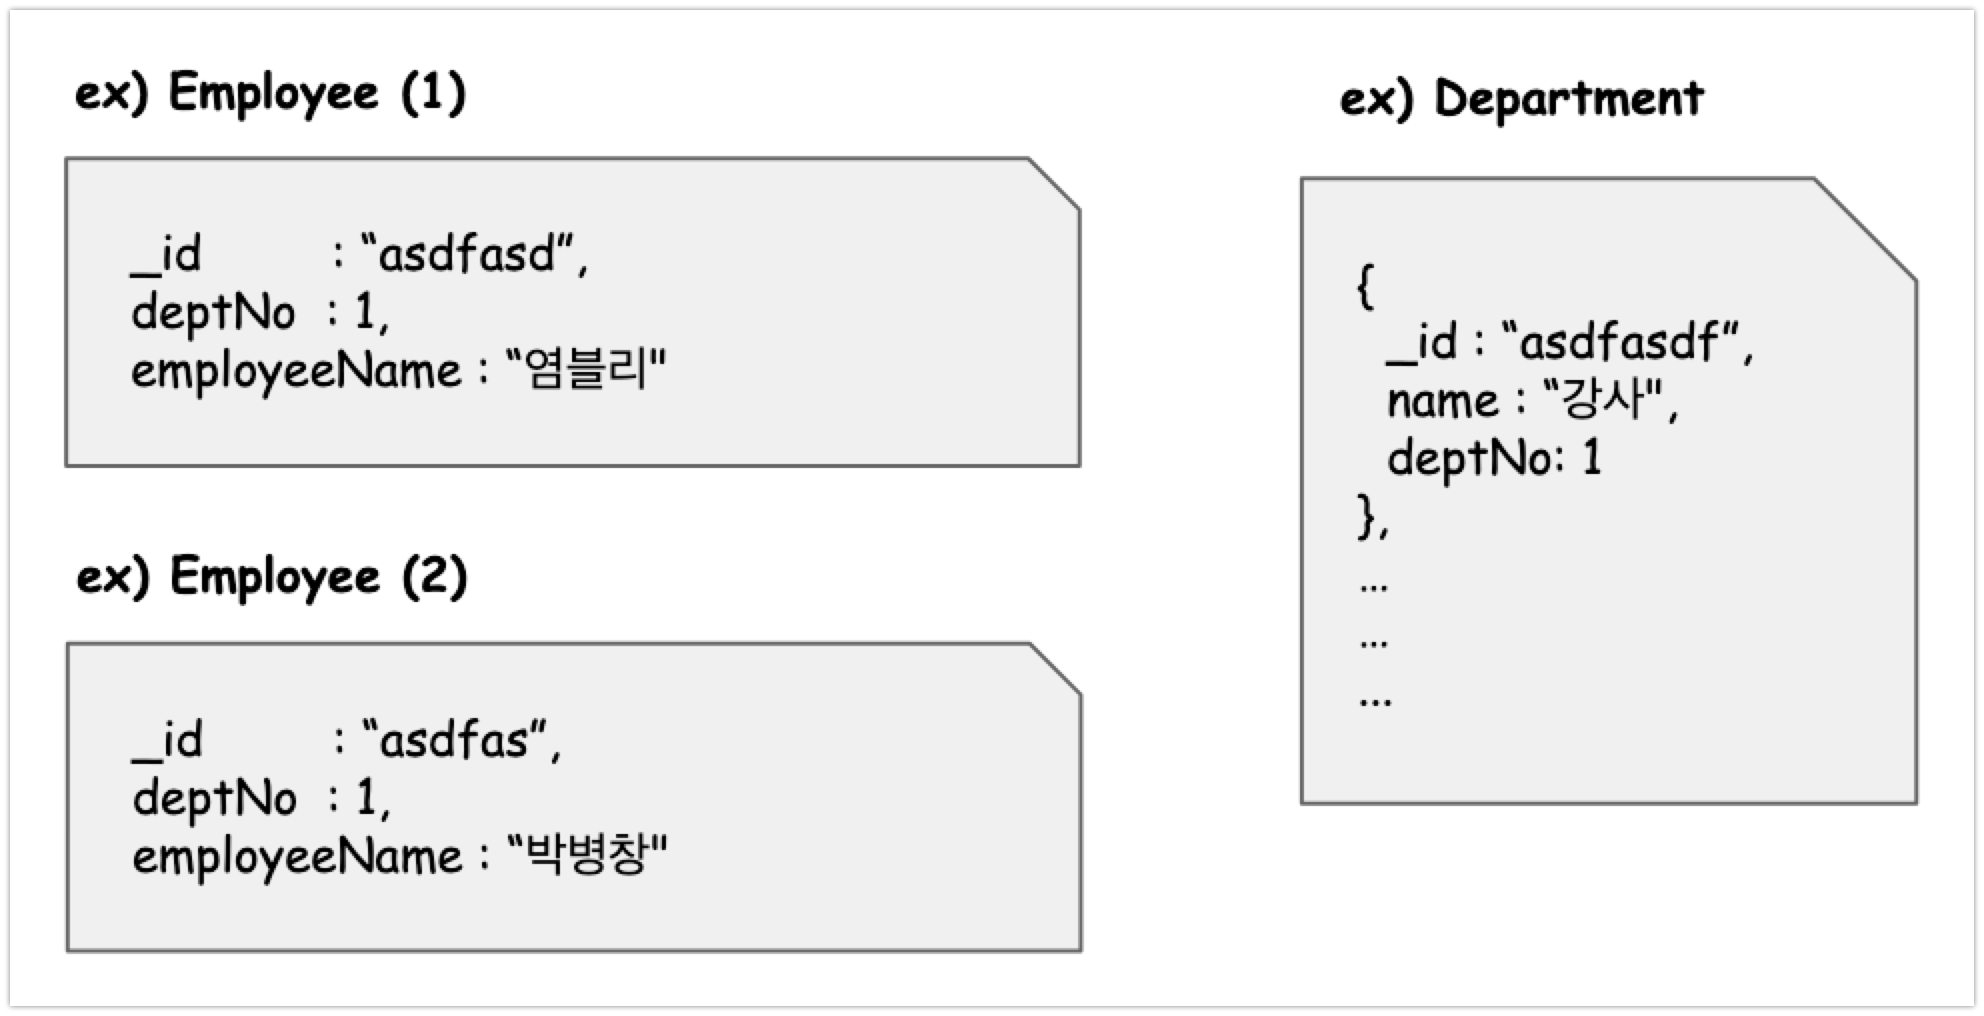 ex) Employee (1)
_id : “asdfasd”,
deptNo : 1,
employeeName : “염블리"
ex) Employee (2)
_id : “asdfas”,
deptNo : 1,
employeeName : “박병창"
ex) Department
{
_id : “asdfasdf”,
name : “강사",
deptNo: 1
},
...
...
...